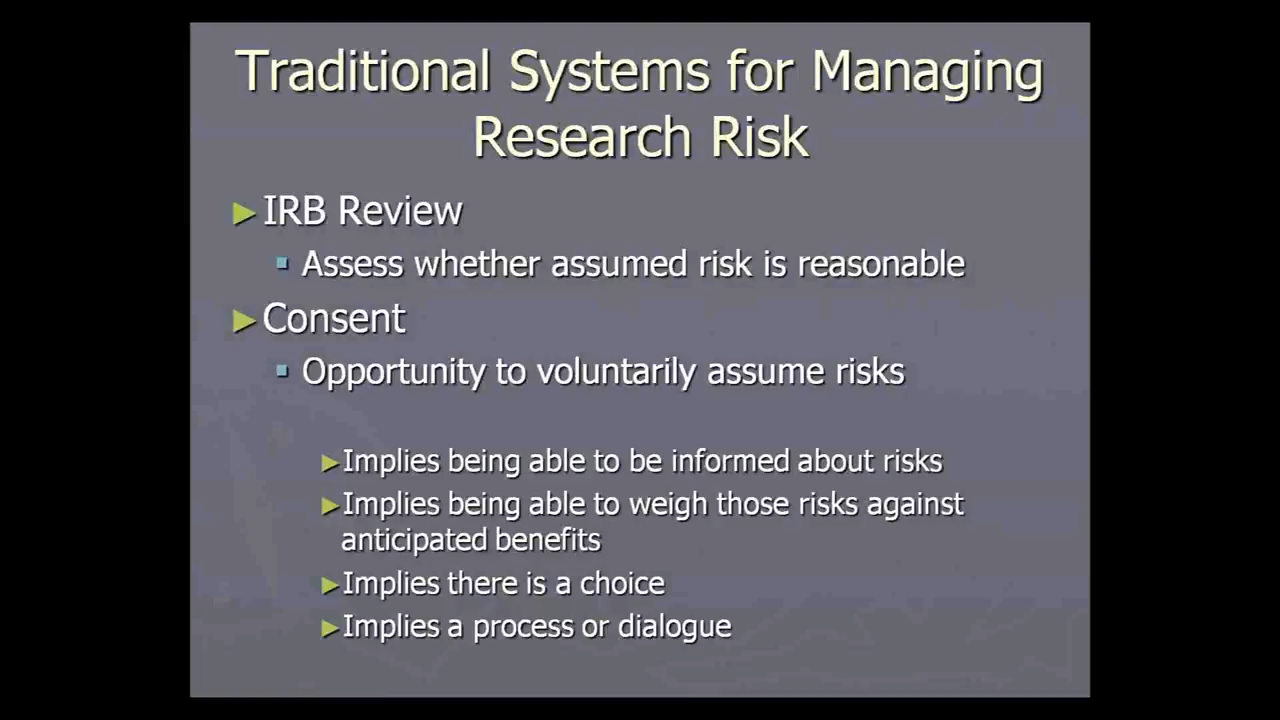 Traditional Systems for Managing
Research Risk
►IRB Review
▪ Assess whether assumed risk is reasonable
►Consent
▪ Opportunity to voluntarily assume risks
►Implies being able to be informed about risks
►Implies being able to weigh those risks against
anticipated benefits
►Implies there is a choice
►Implies a process or dialogue